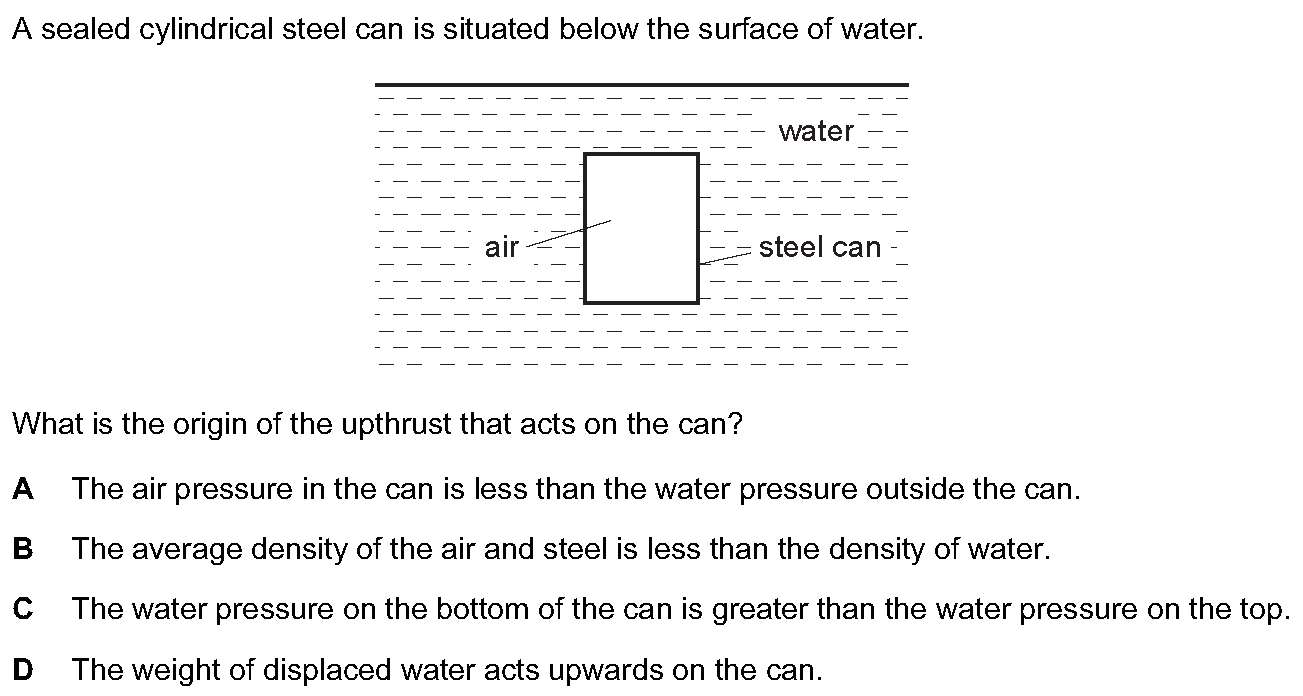 A sealed cylindrical steel can is situated below the surface of water.
water
air
steel can
What is the origin of the upthrust that acts on the can?
A The air pressure in the can is less than the water pressure outside the can.
B The average density of the air and steel is less than the density of water.
C The water pressure on the bottom of the can is greater than the water pressure on the top.
D The weight of displaced water acts upwards on the can.